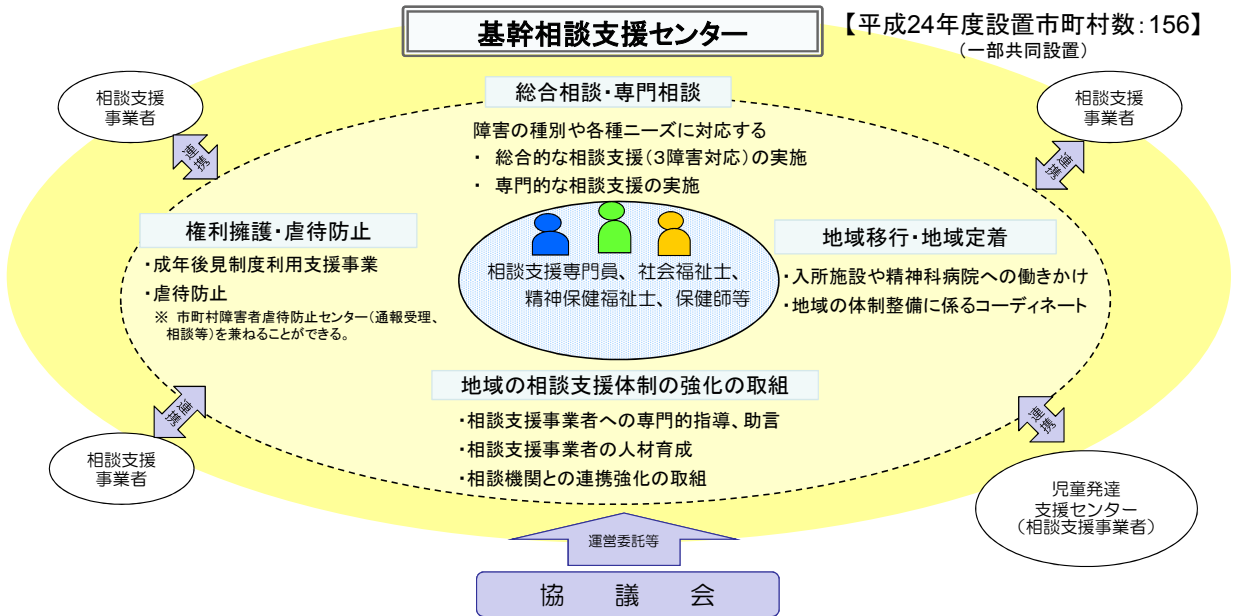 基幹相談支援センター
【平成24年度設置市町村数：156】
（一部共同設置）
相談支援
事業者
連携
相談支援
事業者
連携
総合相談・専門相談
障害の種別や各種ニーズに対応する
・ 総合的な相談支援（3障害対応）の実施
・ 専門的な相談支援の実施
権利擁護・虐待防止
・成年後見制度利用支援事業
・虐待防止
※ 市町村障害者虐待防止センター（通報受理、
相談等）を兼ねることができる。
相談支援専門員、社会福祉士、
精神保健福祉士、保健師等
地域移行・地域定着
・入所施設や精神科病院への働きかけ
・地域の体制整備に係るコーディネート
地域の相談支援体制の強化の取組
・相談支援事業者への専門的指導、助言
・相談支援事業者の人材育成
・相談機関との連携強化の取組
連携
相談支援
事業者
連携
児童発達
支援センター
（相談支援事業者）
運営委託等
協 議 会